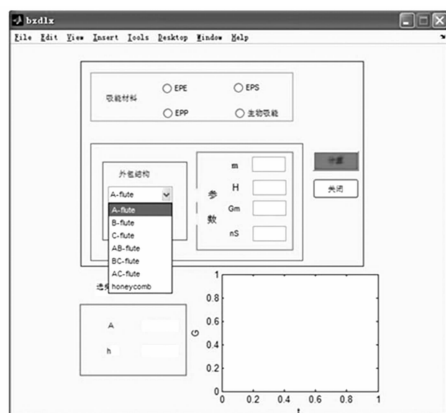 bxdlx
File Edit View Insert Tools Desktop Window Help
吸能材料
EPE EPS
EPP 生物吸能
外包结构
A-flute
A-flute
B-flute
C-flute
AB-flute
BC-flute
AC-flute
honeycomb
参数
m
H
Gm
nS
计算
关闭
A
h
G
1
0.8
0.6
0.4
0.2
0
0 0.2 0.4 0.6 0.8 1
t